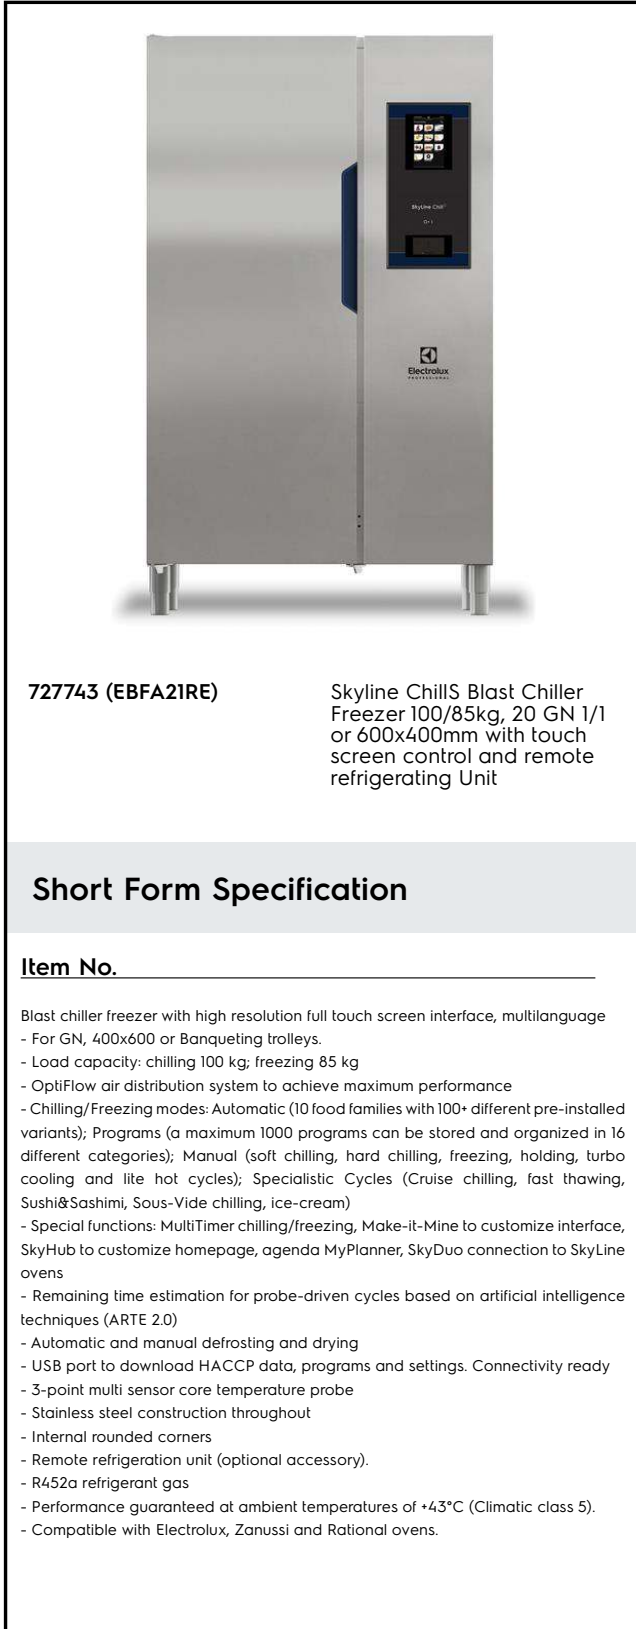 SkyLine ChillS
Electrolux
PROFESSIONAL
727743 (EBFA21RE)
Skyline ChillS Blast Chiller
Freezer 100/85kg, 20 GN 1/1
or 600x400mm with touch
screen control and remote
refrigerating Unit
Short Form Specification
Item No.
Blast chiller freezer with high resolution full touch screen interface, multilanguage
- For GN, 400x600 or Banqueting trolleys.
- Load capacity: chilling 100 kg; freezing 85 kg
- OptiFlow air distribution system to achieve maximum performance
- Chilling/Freezing modes: Automatic (10 food families with 100+ different pre-installed
variants); Programs (a maximum 1000 programs can be stored and organized in 16
different categories); Manual (soft chilling, hard chilling, freezing, holding, turbo
cooling and lite hot cycles); Specialistic Cycles (Cruise chilling, fast thawing,
Sushi&Sashimi, Sous-Vide chilling, ice-cream)
- Special functions: MultiTimer chilling/freezing, Make-it-Mine to customize interface,
SkyHub to customize homepage, agenda MyPlanner, SkyDuo connection to SkyLine
ovens
- Remaining time estimation for probe-driven cycles based on artificial intelligence
techniques (ARTE 2.0)
- Automatic and manual defrosting and drying
- USB port to download HACCP data, programs and settings. Connectivity ready
- 3-point multi sensor core temperature probe
- Stainless steel construction throughout
- Internal rounded corners
- Remote refrigeration unit (optional accessory).
- R452a refrigerant gas
- Performance guaranteed at ambient temperatures of +43°C (Climatic class 5).
- Compatible with Electrolux, Zanussi and Rational ovens.